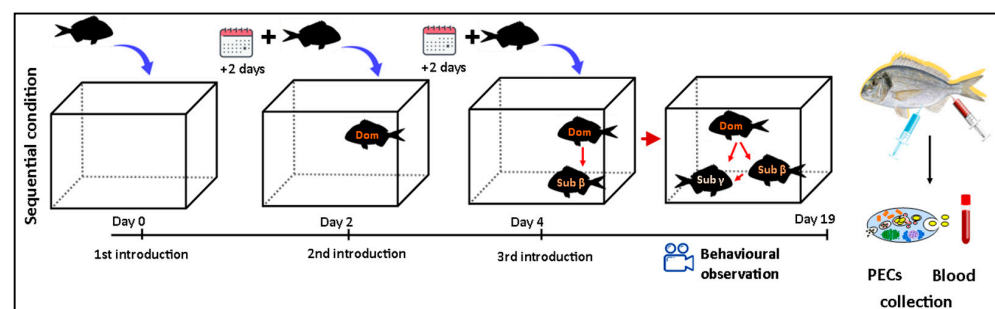 Sequential condition
+
+2 days
+
+2 days
Dom
Dom
Sub β
Dom
Sub γ
Sub β
Day 0
Day 2
Day 4
Day 19
1st introduction
2nd introduction
3rd introduction
Behavioural
observation
PECs Blood
collection